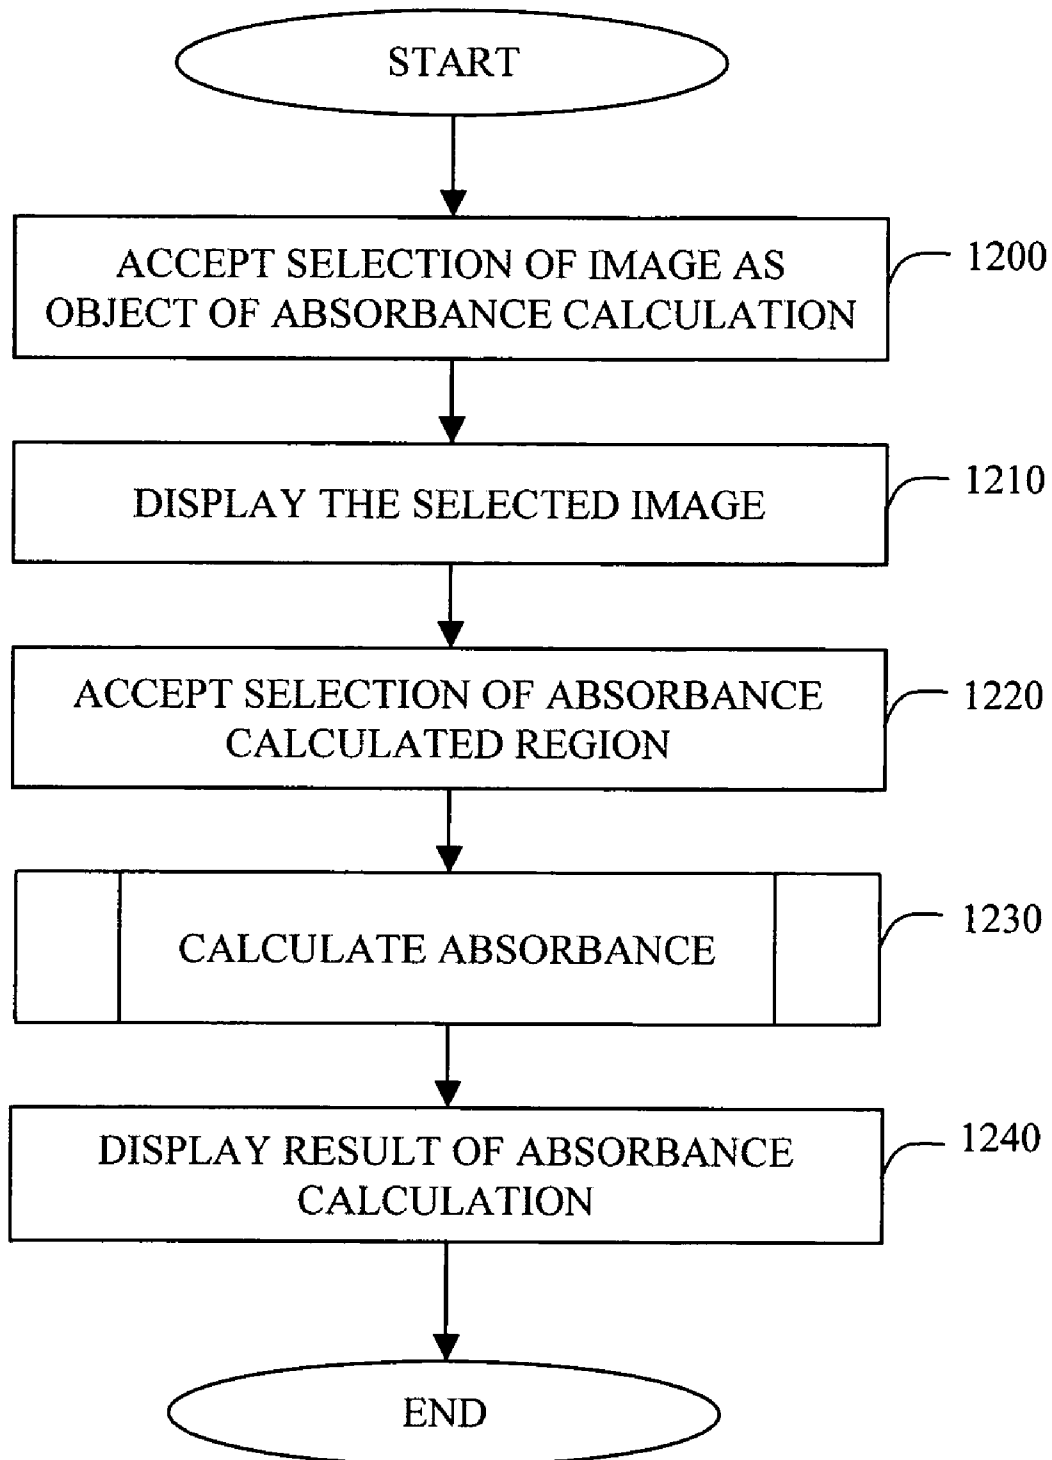 START
ACCEPT SELECTION OF IMAGE AS
OBJECT OF ABSORBANCE CALCULATION
1200
DISPLAY THE SELECTED IMAGE
1210
ACCEPT SELECTION OF ABSORBANCE
CALCULATED REGION
1220
CALCULATE ABSORBANCE
1230
DISPLAY RESULT OF ABSORBANCE
CALCULATION
1240
END